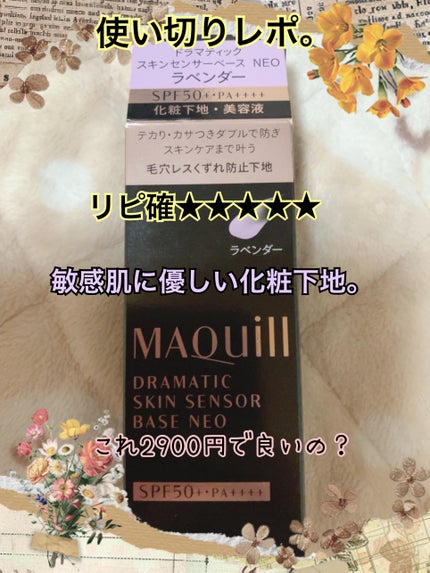 使い切りレポ。
ドラマティック
スキンセンサーベース NEO
ラベンダー
SPF50+・PA++++
化粧下地・美容液
テカリ・カサつきダブルで防ぎ
スキンケアまで叶う
毛穴レスくずれ防止下地
リピ確★★★★★
ラベンダー
敏感肌に優しい化粧下地。
MAQuill
DRAMATIC
SKIN SENSOR
BASE NEO
これ2900円で良いの？
SPF50+・PA++++